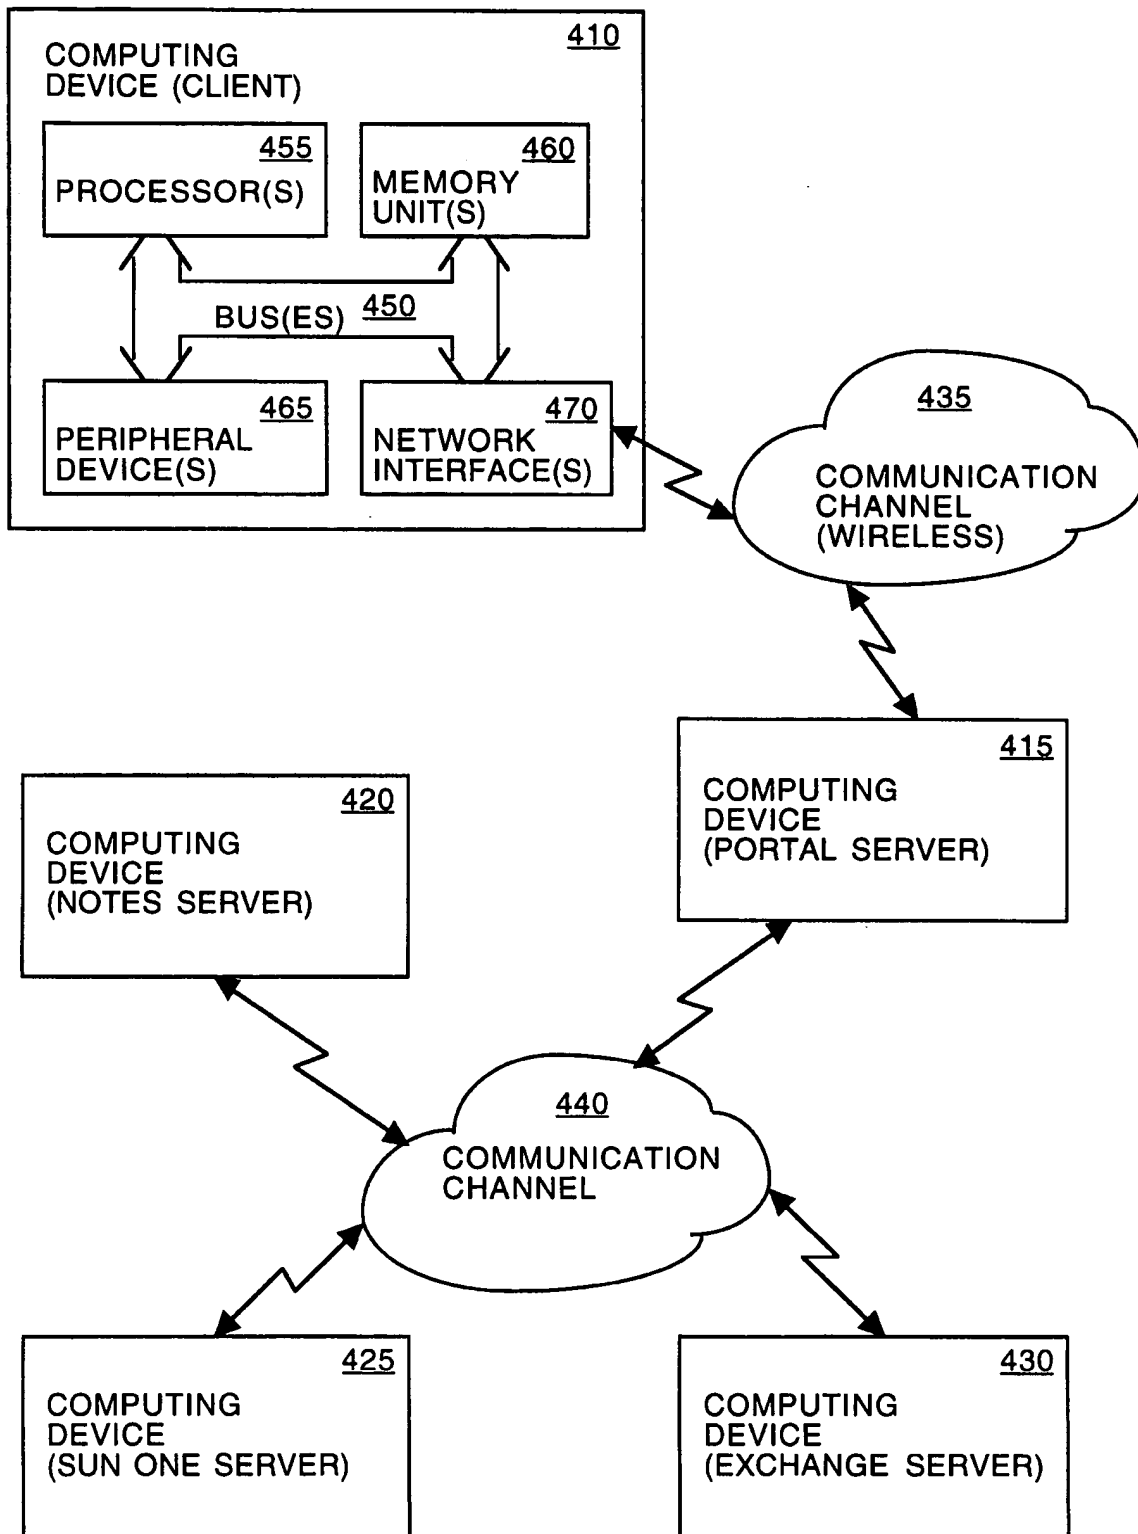 410
COMPUTING
DEVICE (CLIENT)
455
PROCESSOR(S)
460
MEMORY
UNIT(S)
BUS(ES) 450
465
PERIPHERAL
DEVICE(S)
470
NETWORK
INTERFACE(S)
435
COMMUNICATION
CHANNEL
(WIRELESS)
415
COMPUTING
DEVICE
(PORTAL SERVER)
420
COMPUTING
DEVICE
(NOTES SERVER)
440
COMMUNICATION
CHANNEL
425
COMPUTING
DEVICE
(SUN ONE SERVER)
430
COMPUTING
DEVICE
(EXCHANGE SERVER)